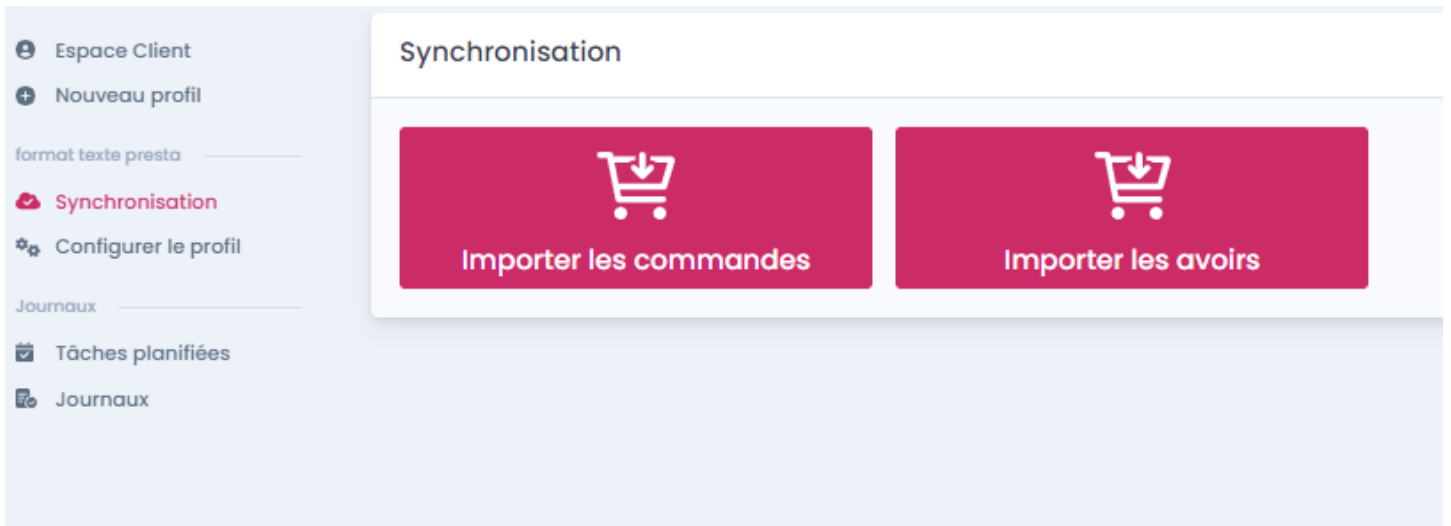 Espace Client
Nouveau profil
format texte presta
Synchronisation
Configurer le profil
Journaux
Tâches planifiées
Journaux
Synchronisation
Importer les commandes
Importer les avoirs